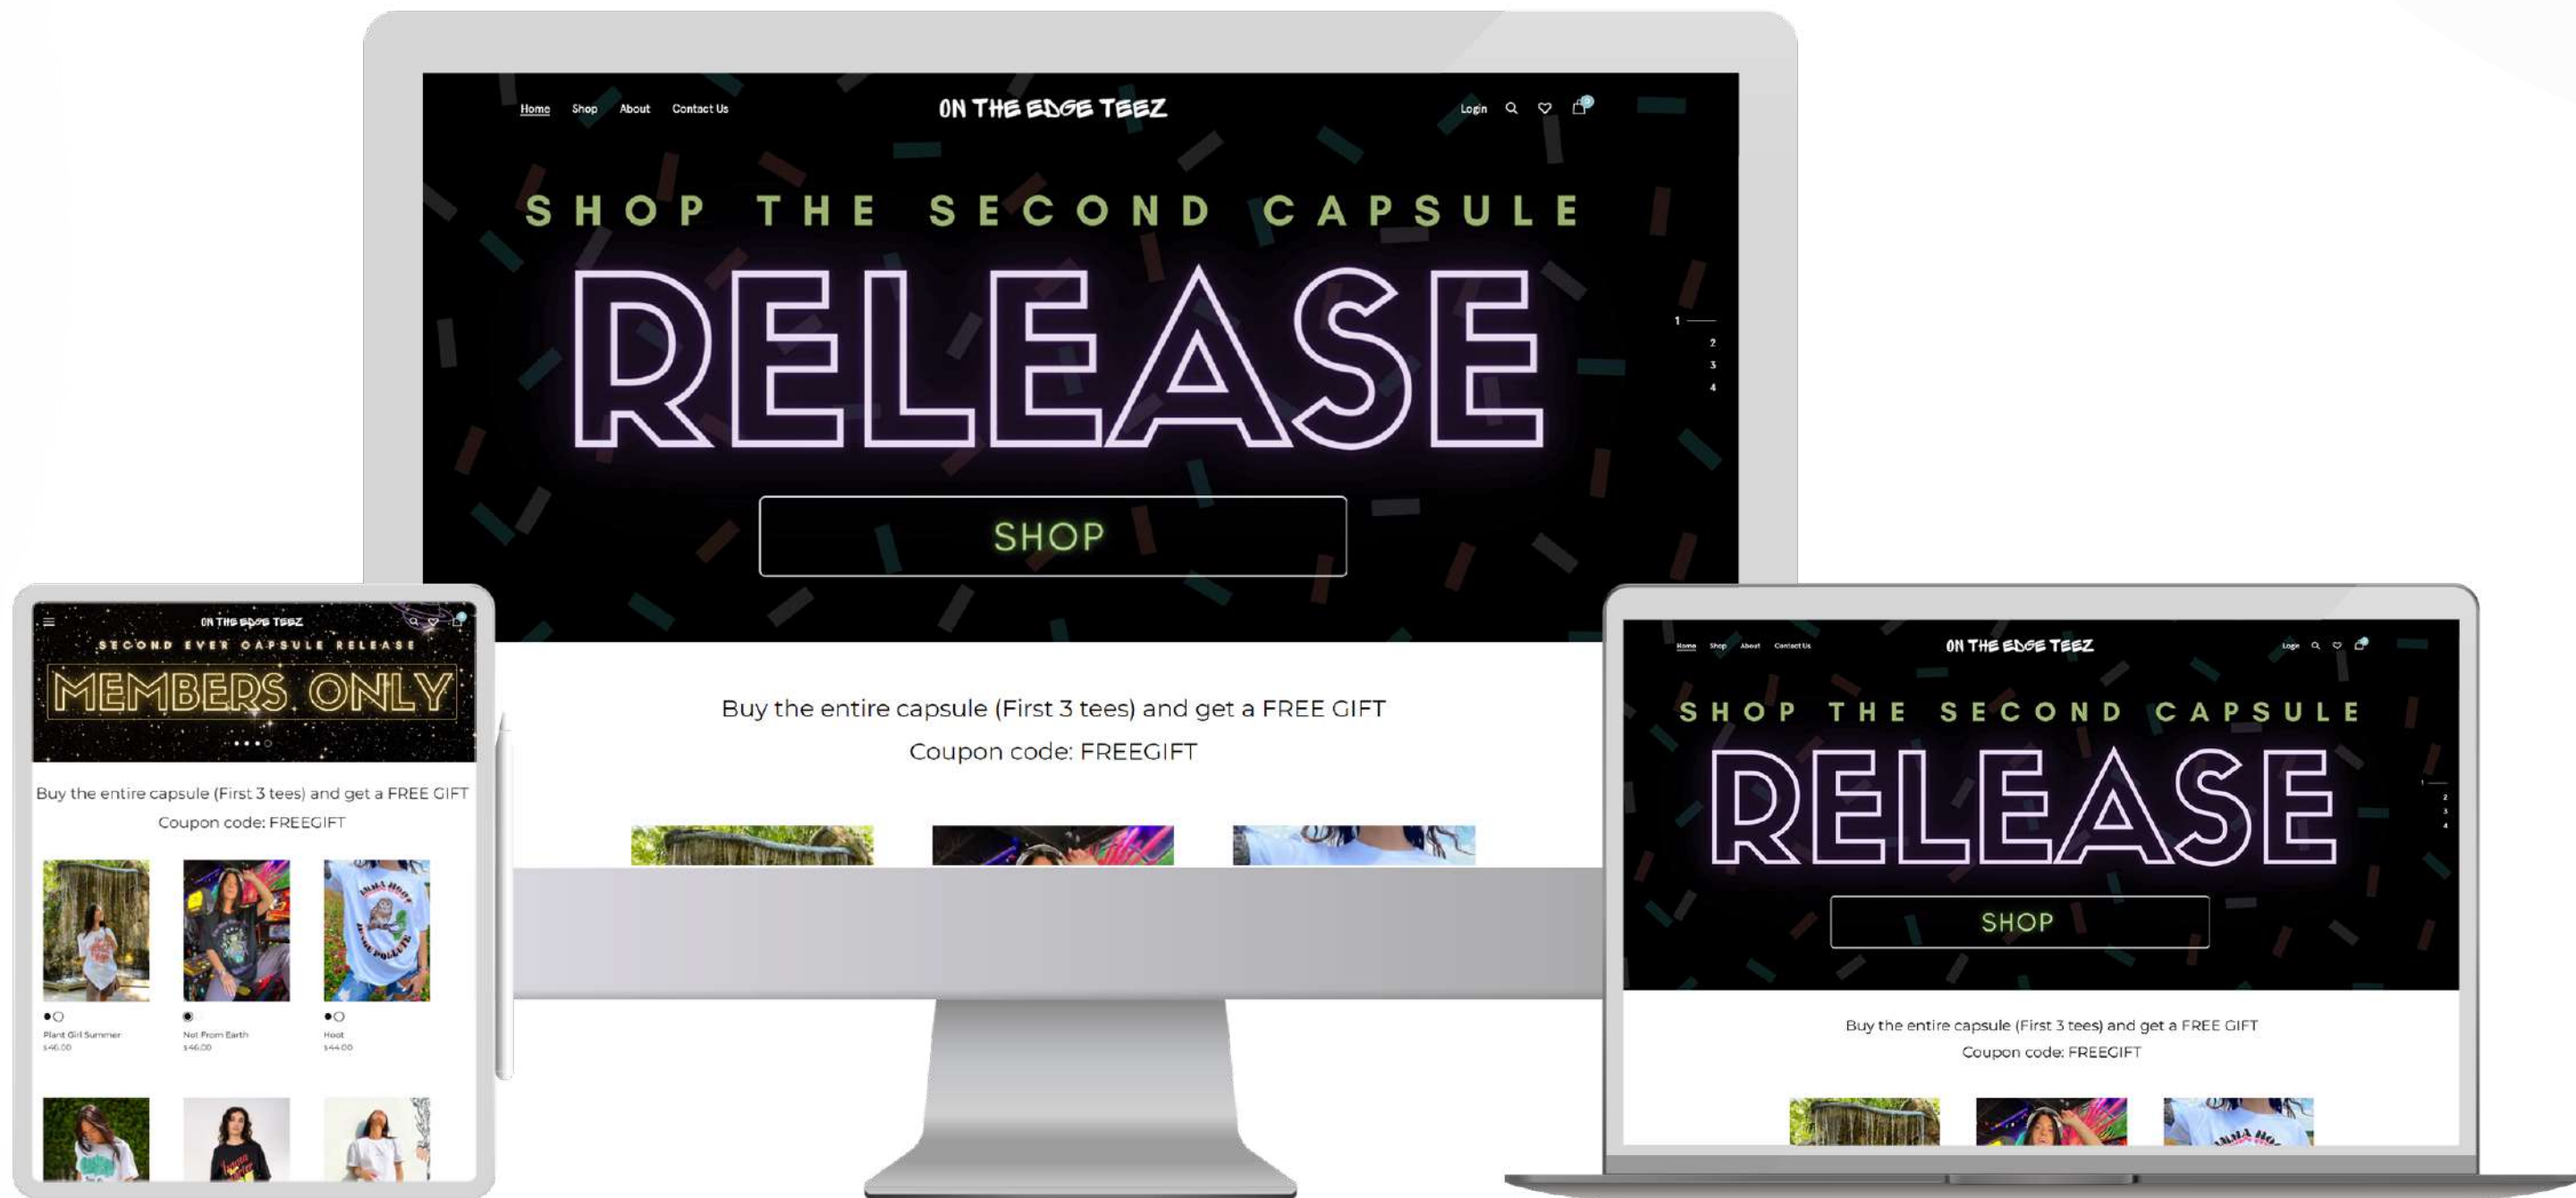 Home Shop About Contact Us ON THE EDGE TEEZ Login 0
SHOP THE SECOND CAPSULE
RELEASE
1
2
3
4
SHOP
Buy the entire capsule (First 3 tees) and get a FREE GIFT
Coupon code: FREEGIFT
ON THE EDGE TEEZ
SECOND EVER CAPSULE RELEASE
MEMBERS ONLY
Buy the entire capsule (First 3 tees) and get a FREE GIFT
Coupon code: FREEGIFT
Plant Girl Summer Not From Earth Hoot
$46.00 $46.00 $44.00
Home Shop About Contact Us ON THE EDGE TEEZ Login
SHOP THE SECOND CAPSULE
RELEASE
1
2
3
4
SHOP
Buy the entire capsule (First 3 tees) and get a FREE GIFT
Coupon code: FREEGIFT